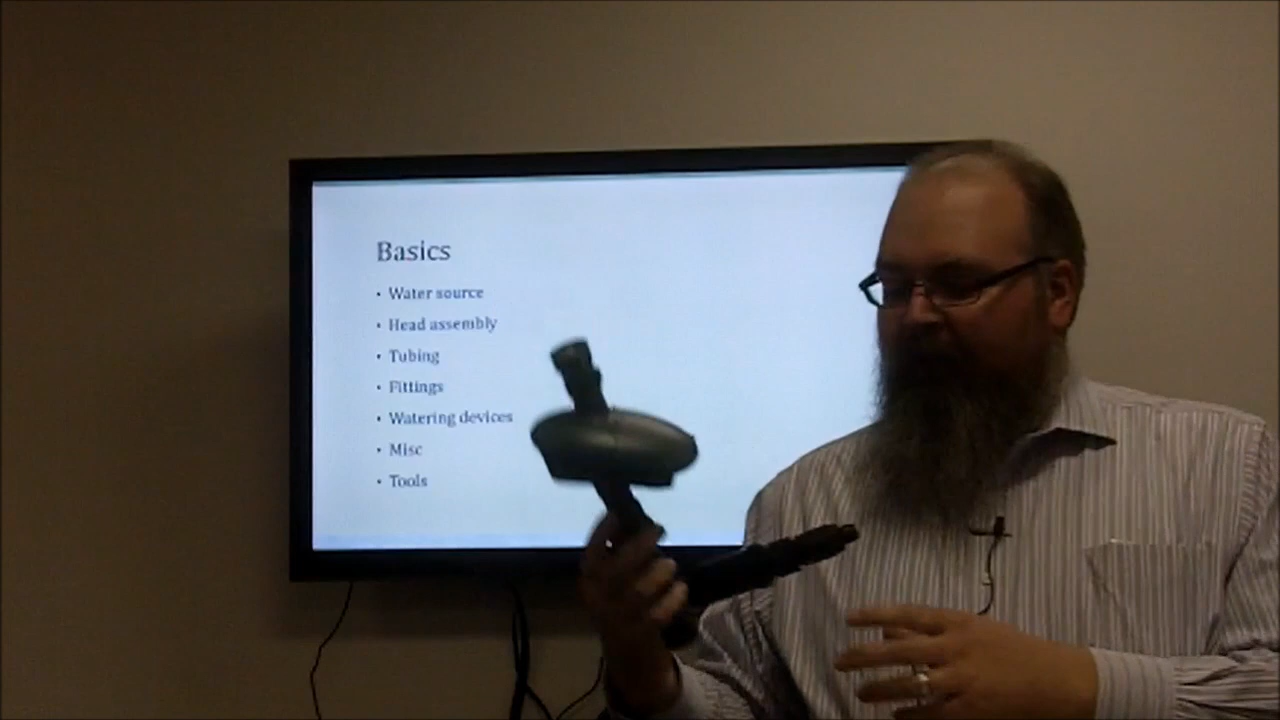 Basics
• Water source
• Head assembly
• Tubing
• Fittings
• Watering devices
• Misc
• Tools